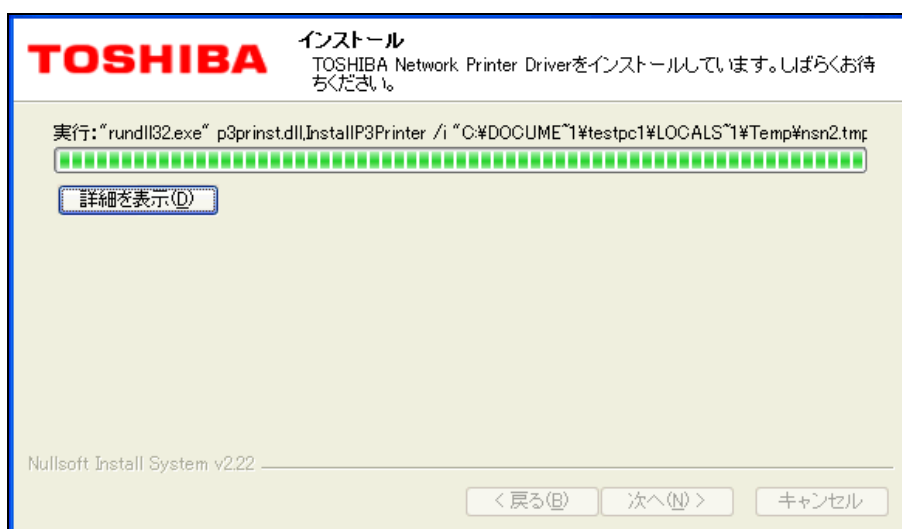 TOSHIBA
インストール
TOSHIBA Network Printer Driverをインストールしています。しばらくお待
ちください。
実行:"rundll32.exe" p3prinst.dll,InstallP3Printer /i "C:¥DOCUME~1¥testpc1¥LOCALS~1¥Temp¥nsn2.tmp
詳細を表示(D)
Nullsoft Install System v2.22
< 戻る(B)
次へ(N) >
キャンセル